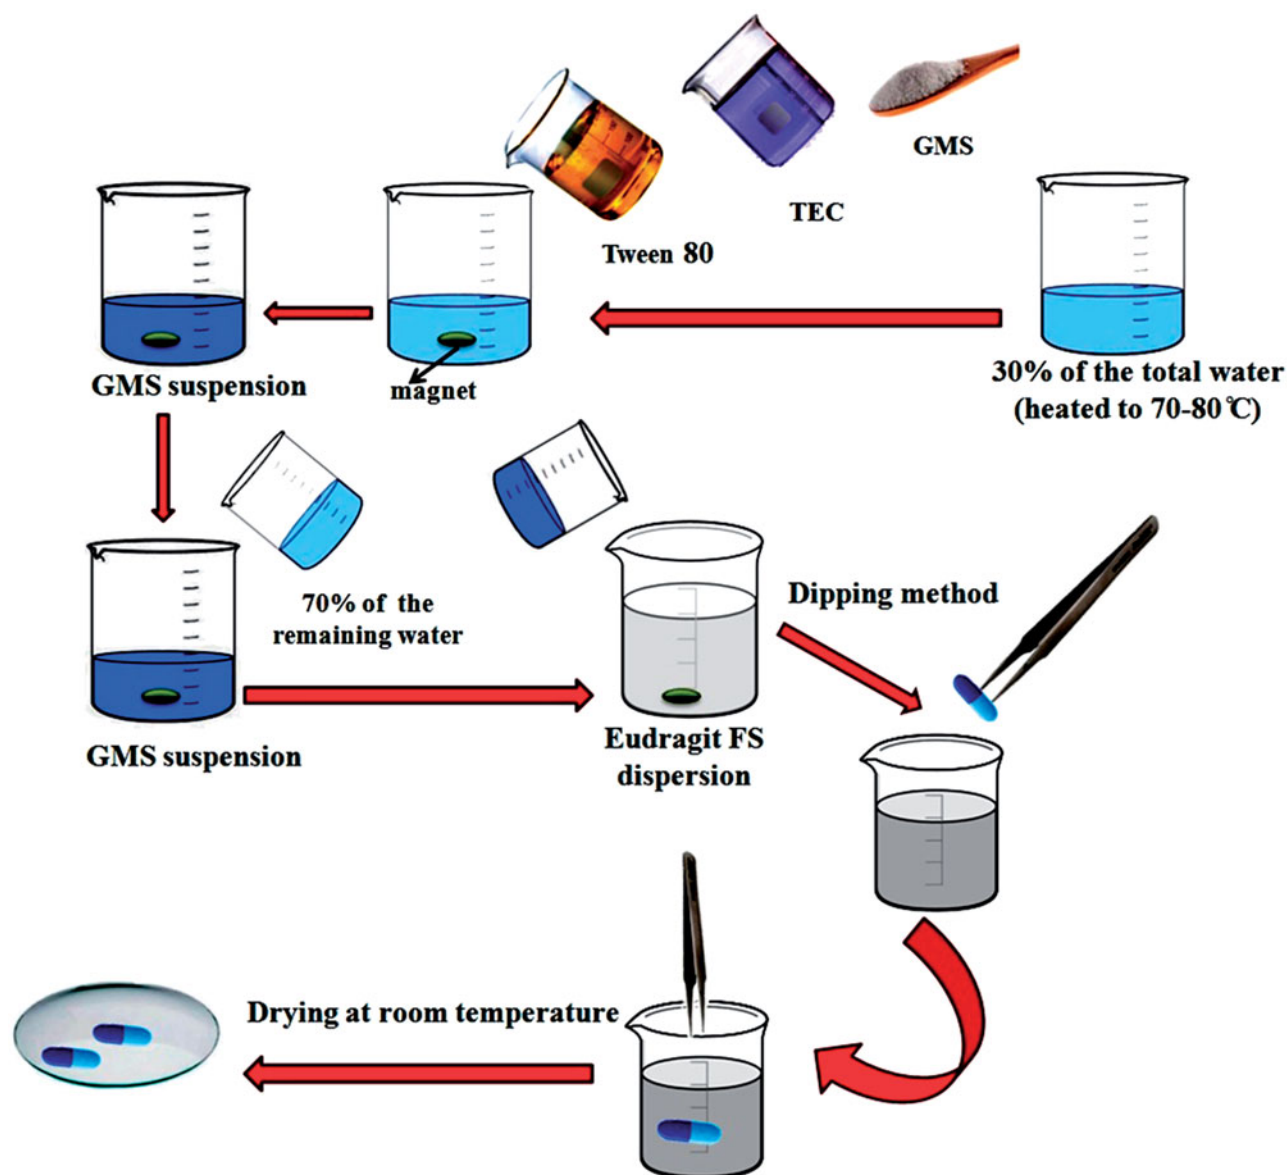 GMS
TEC
Tween 80
GMS suspension
magnet
30% of the total water
(heated to 70-80℃)
70% of  the
remaining water
Dipping method
GMS suspension
Eudragit FS
dispersion
Drying at room temperature